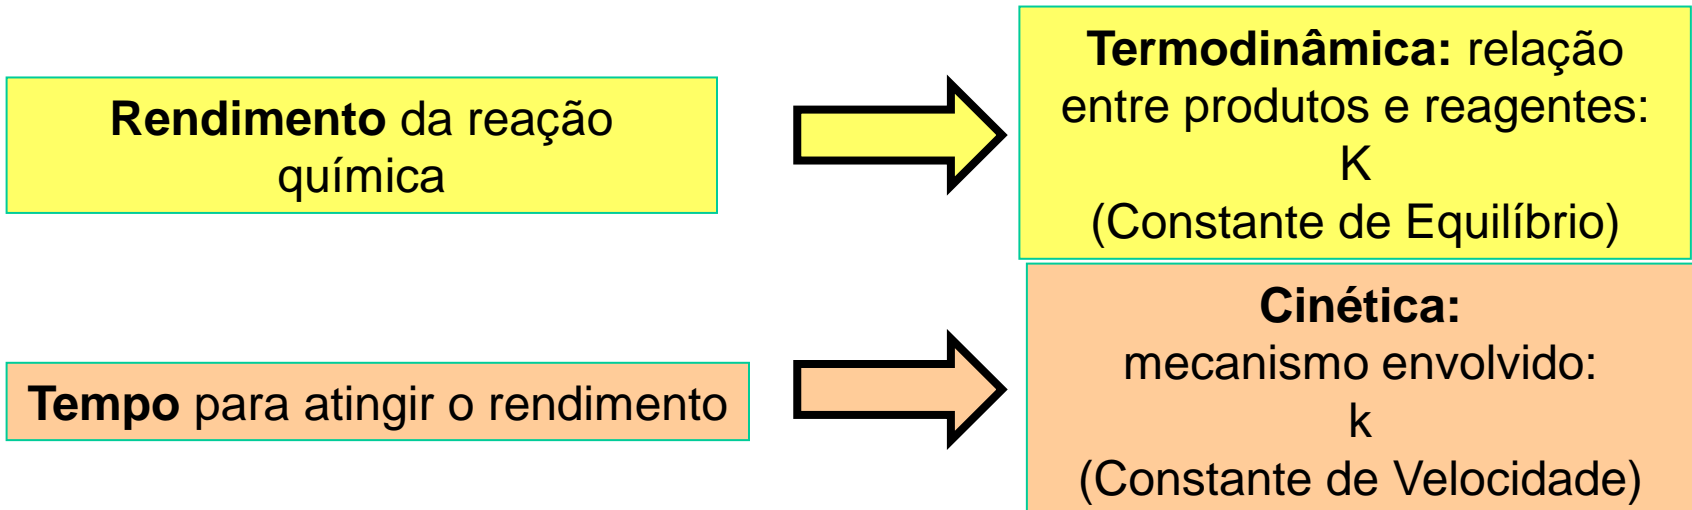 Rendimento da reação
química
Termodinâmica: relação
entre produtos e reagentes:
K
(Constante de Equilíbrio)
Tempo para atingir o rendimento
Cinética:
mecanismo envolvido:
k
(Constante de Velocidade)